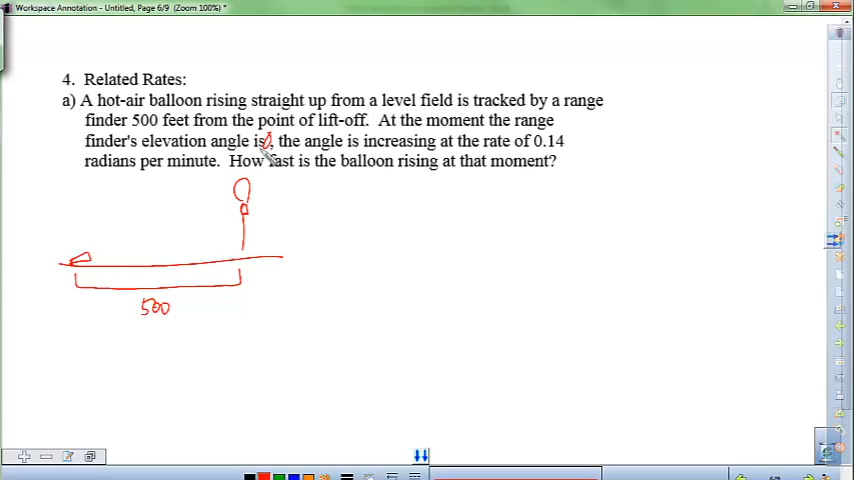 Workspace Annotation - Untitled, Page 6/9 (Zoom 100%) *
4. Related Rates:
a) A hot-air balloon rising straight up from a level field is tracked by a range
finder 500 feet from the point of lift-off. At the moment the range
finder's elevation angle is , the angle is increasing at the rate of 0.14
radians per minute. How fast is the balloon rising at that moment?
500